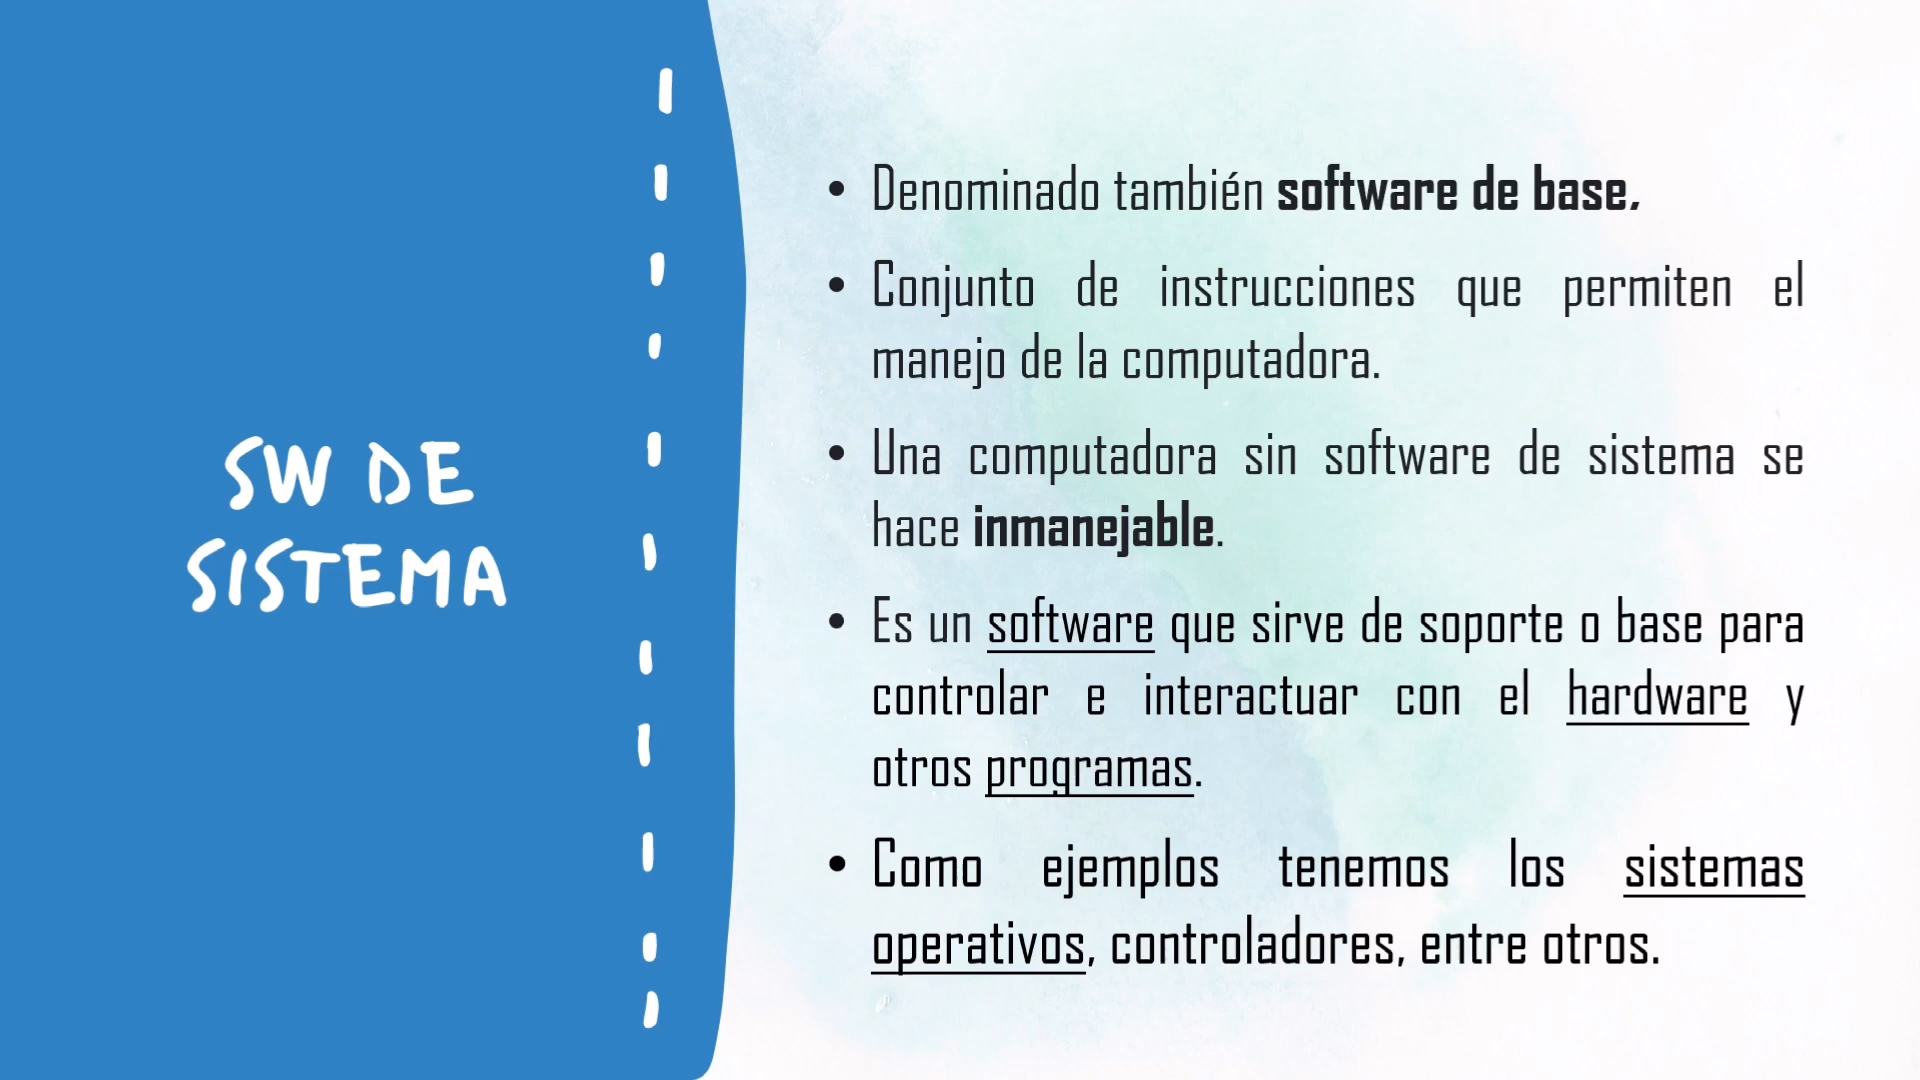 SW DE
SISTEMA
• Denominado también software de base,
• Conjunto de instrucciones que permiten el
manejo de la computadora.
• Una computadora sin software de sistema se
hace inmanejable.
• Es un software que sirve de soporte o base para
controlar e interactuar con el hardware y
otros programas.
• Como ejemplos tenemos los sistemas
operativos, controladores, entre otros.